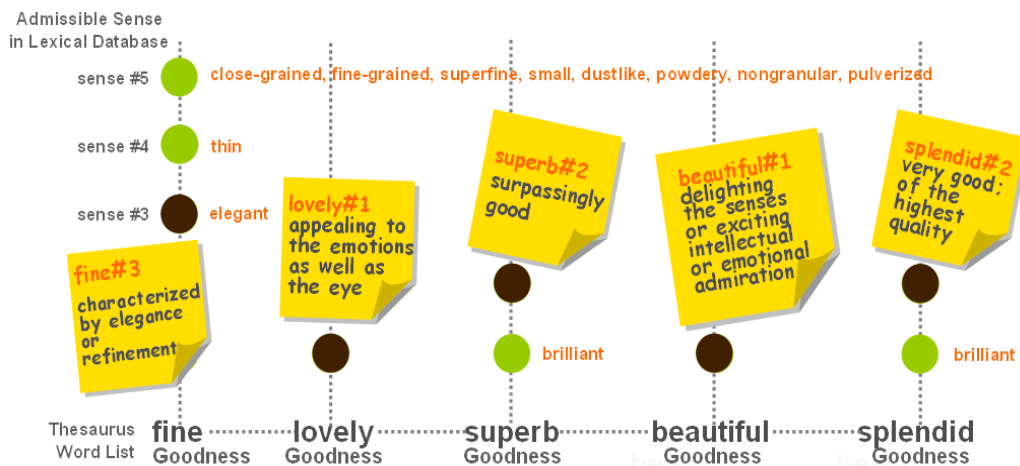 Admissible Sense
in Lexical Database
sense #5
close-grained, fine-grained, superfine, small, dustlike, powdery, nongranular, pulverized
sense #4
thin
sense #3
elegant
fine#3
characterized
by elegance
or
refinement
lovely#1
appealing to
the emotions
as well as
the eye
superb#2
surpassingly
good
brilliant
beautiful#1
delighting
the senses
or exciting
intellectual
or emotional
admiration
splendid#2
very good;
of the
highest
quality
brilliant
Thesaurus
Word List
fine
Goodness
lovely
Goodness
superb
Goodness
beautiful
Goodness
splendid
Goodness